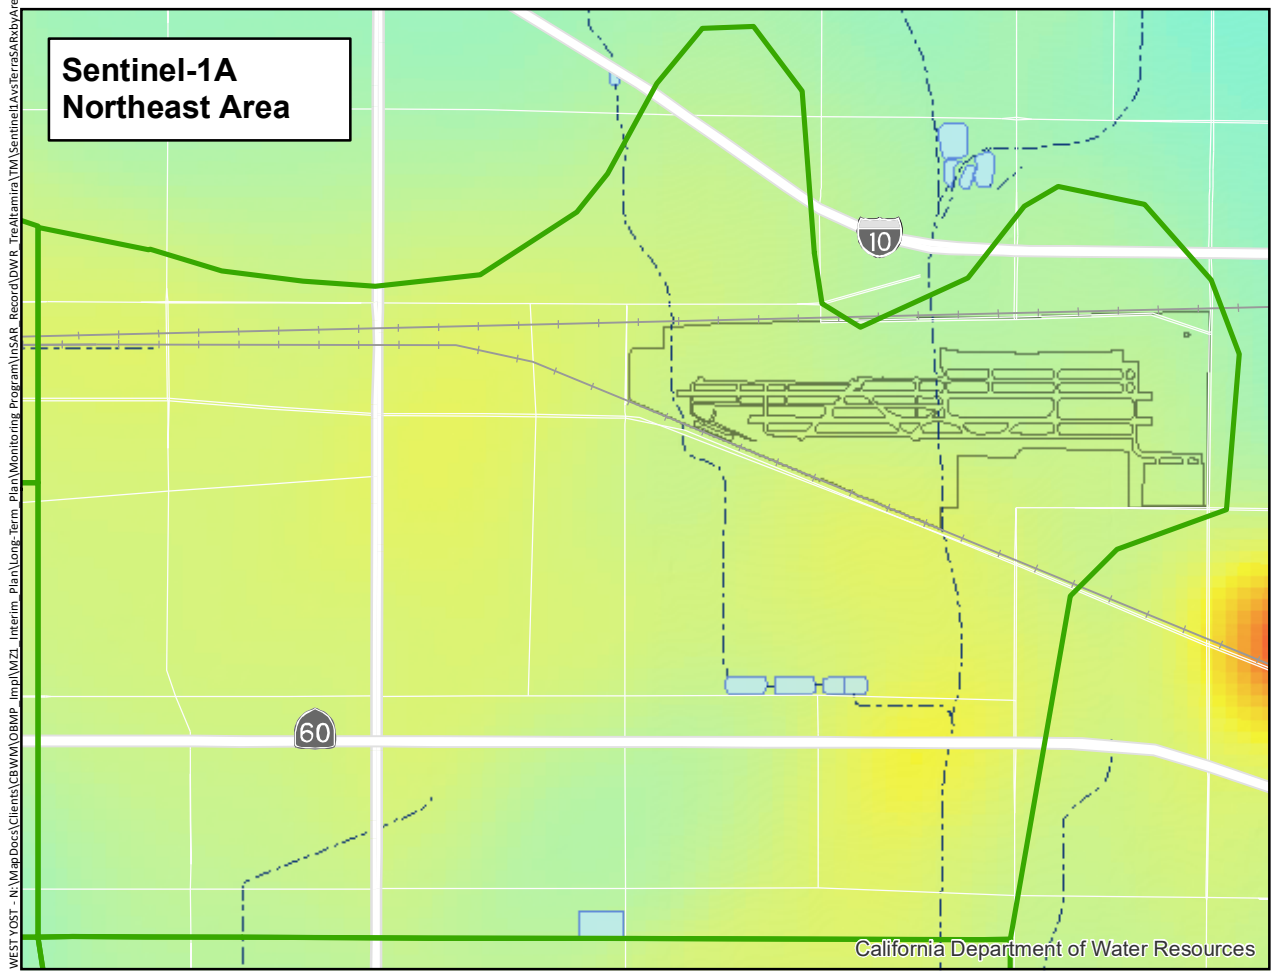 Sentinel-1A
Northeast Area
10
60
California Department of Water Resources
WEST YOST - N:\MapDocs\Clients\CBWM\OBMP_Impl\MZI_Interim_Plan\Long-Term_Plan\Monitoring Program\InSAR_Record\DWR_TreAltamira\TM\Sentinel1AvsTerraSARxbyAre